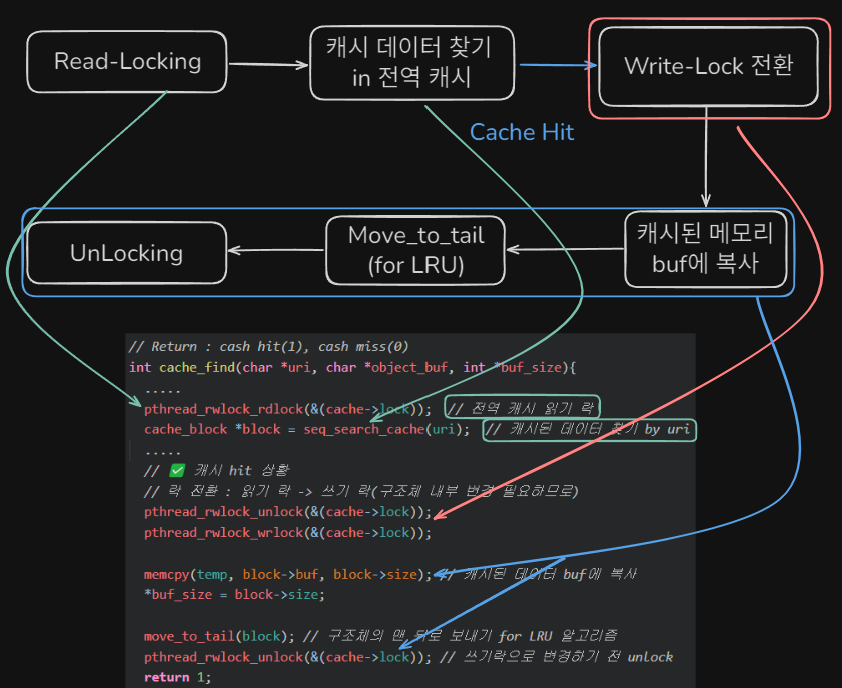 Read-Locking
캐시 데이터 찾기
in 전역 캐시
Write-Lock 전환
Cache Hit
UnLocking
Move_to_tail
(for LRU)
캐시된 메모리
buf에 복사
// Return : cash hit(1), cash miss(0)
int cache_find(char *uri, char *object_buf, int *buf_size){
.....
pthread_rwlock_rdlock(&(cache->lock)); // 전역 캐시 읽기 락
cache_block *block = seq_search_cache(uri); // 캐시된 데이터 찾기 by uri
.....
// ✅ 캐시 hit 상황
// 락 전환 : 읽기 락 -> 쓰기 락(구조체 내부 변경 필요하므로)
pthread_rwlock_unlock(&(cache->lock));
pthread_rwlock_wrlock(&(cache->lock));
memcpy(temp, block->buf, block->size); // 캐시된 데이터 buf에 복사
*buf_size = block->size;
move_to_tail(block); // 구조체의 맨 뒤로 보내기 for LRU 알고리즘
pthread_rwlock_unlock(&(cache->lock)); // 쓰기락으로 변경하기 전 unlock
return 1;